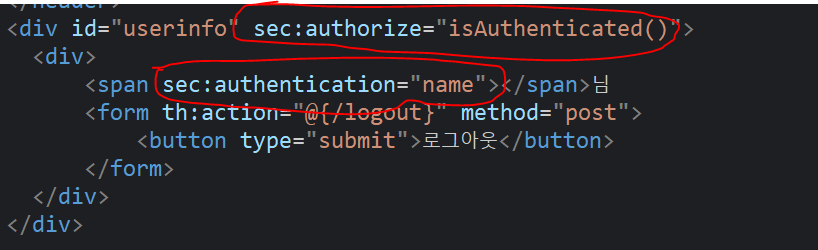 </header>
<div id="userinfo" sec:authorize="isAuthenticated()">
<div>
<span sec:authentication="name"></span>님
<form th:action="@{/logout}" method="post">
<button type="submit">로그아웃</button>
</form>
</div>
</div>